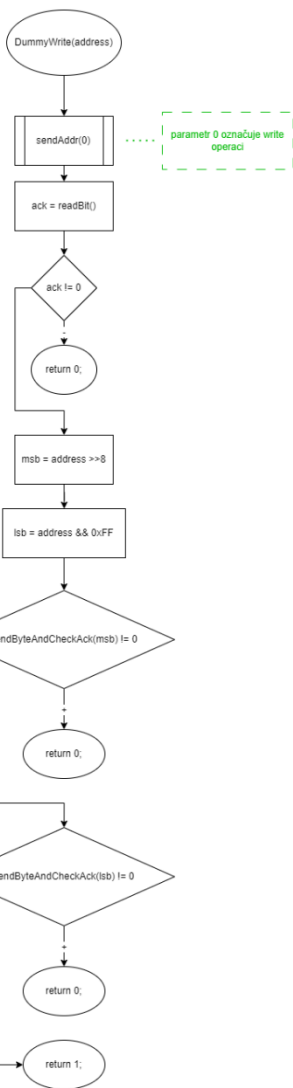 DummyWrite(address)
sendAddr(0)
parametr 0 označuje write
operaci
ack = readBit()
ack != 0
return 0;
msb = address >>8
lsb = address && 0xFF
endByteAndCheckAck(msb) != 0
+
return 0;
endByteAndCheckAck(lsb) != 0
+
return 0;
return 1;